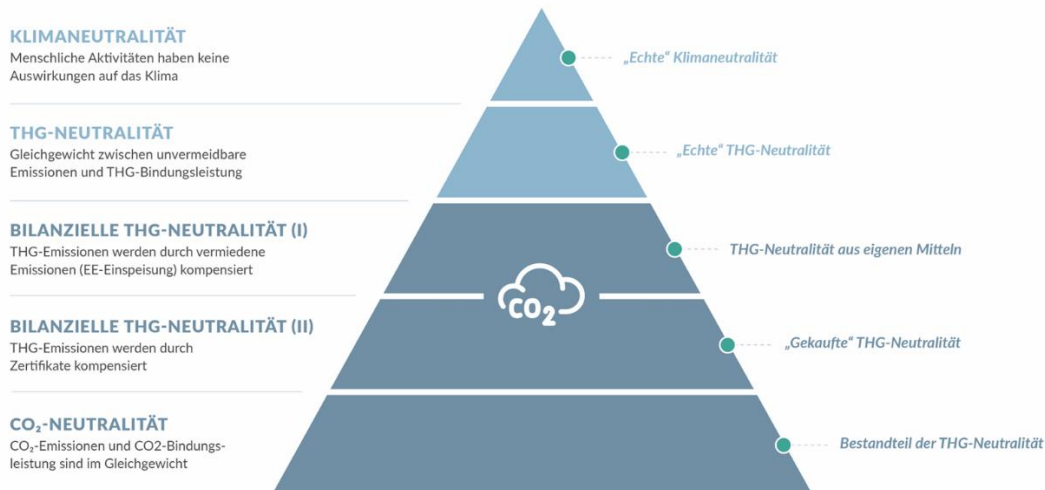 KLIMANEUTRALITÄT
Menschliche Aktivitäten haben keine
Auswirkungen auf das Klima
„Echte“ Klimaneutralität
THG-NEUTRALITÄT
Gleichgewicht zwischen unvermeidbare
Emissionen und THG-Bindungsleistung
„Echte“ THG-Neutralität
BILANZIELLE THG-NEUTRALITÄT (I)
THG-Emissionen werden durch vermiedene
Emissionen (EE-Einspeisung) kompensiert
THG-Neutralität aus eigenen Mitteln
CO₂
BILANZIELLE THG-NEUTRALITÄT (II)
THG-Emissionen werden durch
Zertifikate kompensiert
„Gekaufte“ THG-Neutralität
CO₂-NEUTRALITÄT
CO₂-Emissionen und CO2-Bindungs-
leistung sind im Gleichgewicht
Bestandteil der THG-Neutralität